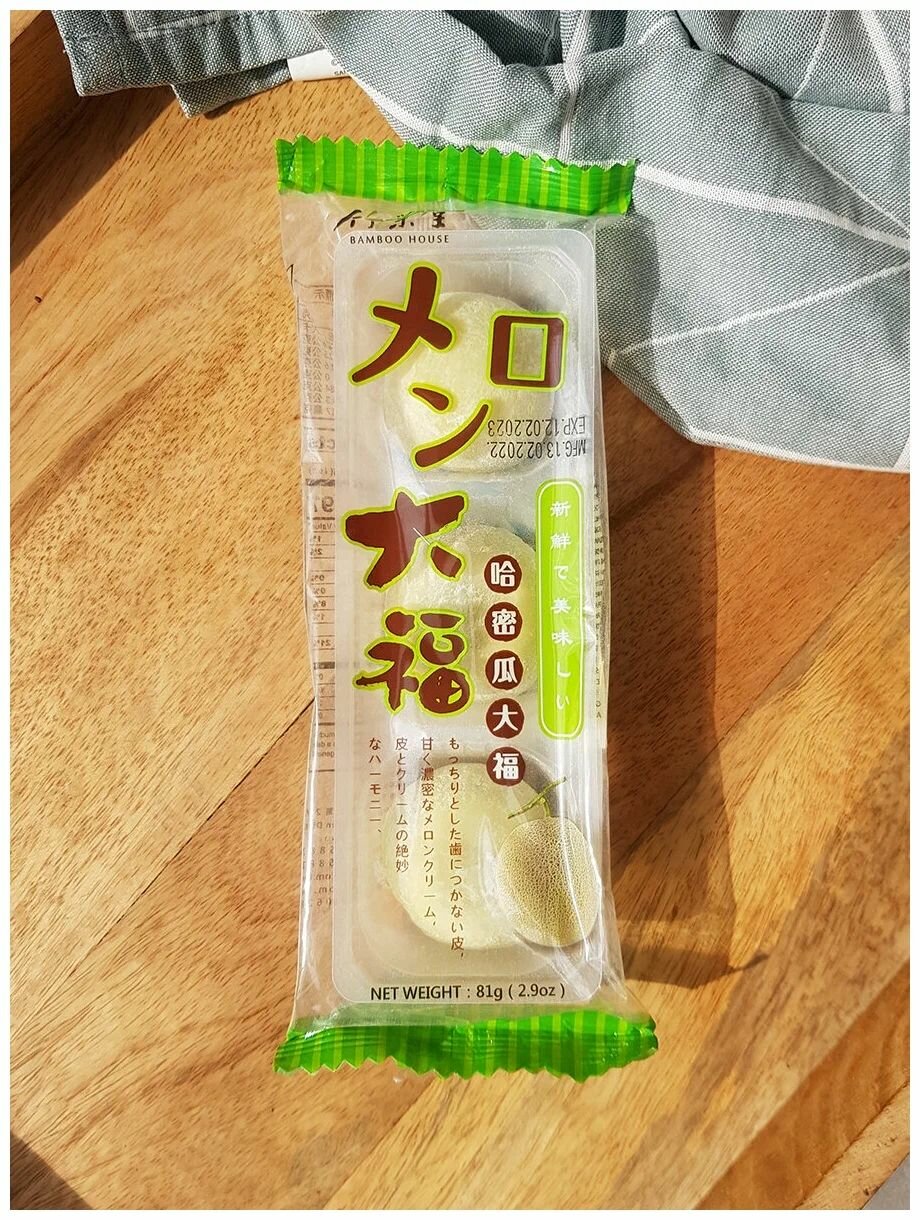 BAMBOO HOUSE
メロン大福
MFG.13.02.2022.
EXP.12.02.2023
新鮮で美味しい
哈密瓜大福
もっちりとした歯につかない皮、
甘く濃密なメロンクリーム、
皮とクリームの絶妙
なハーモニー、
NET WEIGHT : 81g ( 2.9oz )